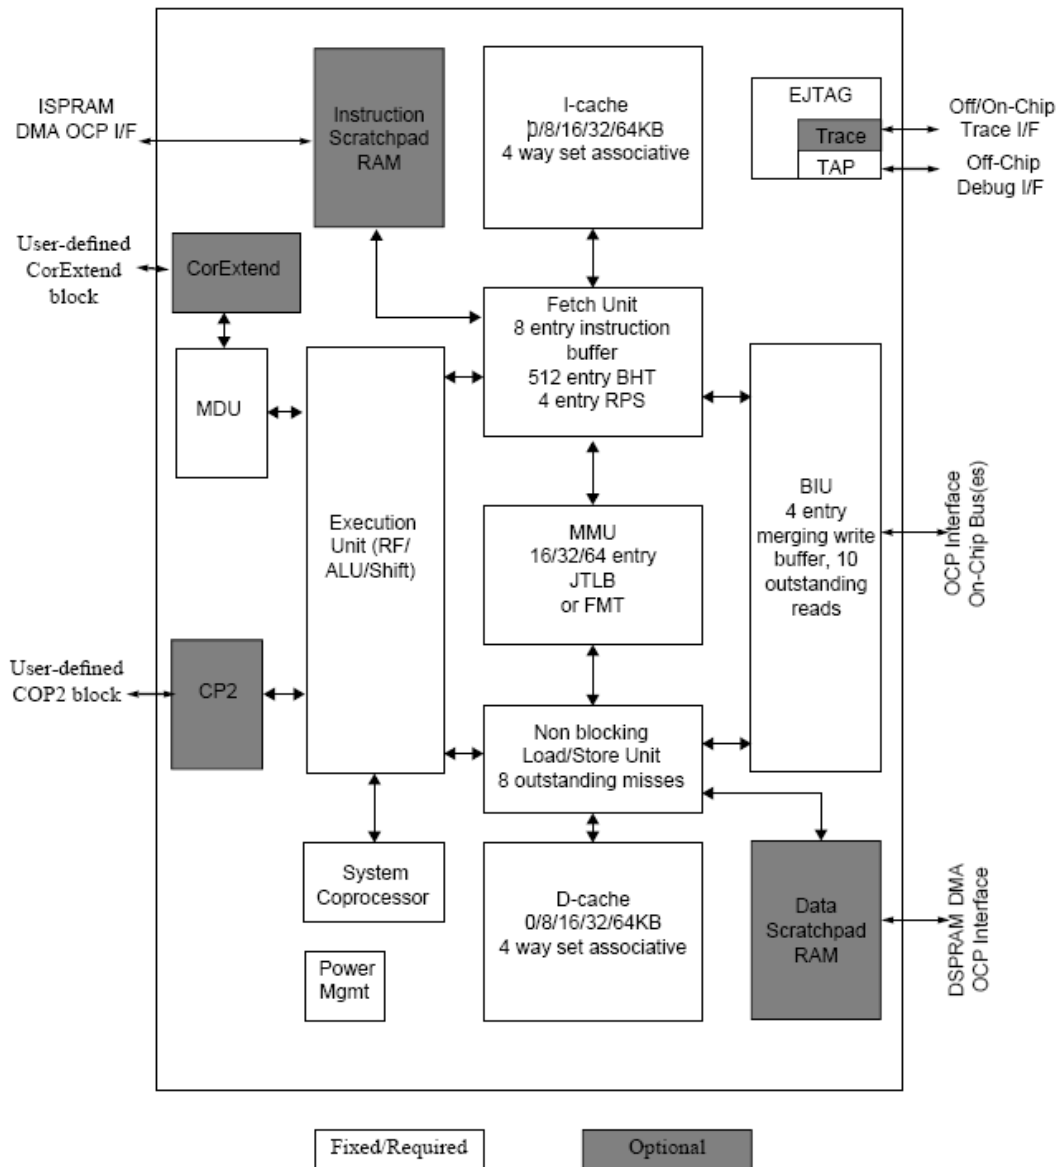 ISPRAM
DMA OCP I/F
Instruction
Scratchpad
RAM
I-cache
0/8/16/32/64KB
4 way set associative
EJTAG
Trace
TAP
Off/On-Chip
Trace I/F
Off-Chip
Debug I/F
User-defined
CorExtend
block
CorExtend
MDU
Fetch Unit
8 entry instruction
buffer
512 entry BHT
4 entry RPS
Execution
Unit (RF/
ALU/Shift)
MMU
16/32/64 entry
JTLB
or FMT
BIU
4 entry
merging write
buffer, 10
outstanding
reads
OCP Interface
On-Chip Bus(es)
User-defined
COP2 block
CP2
Non blocking
Load/Store Unit
8 outstanding misses
System
Coprocessor
D-cache
0/8/16/32/64KB
4 way set associative
Data
Scratchpad
RAM
DSPRAM DMA
OCP Interface
Power
Mgmt
Fixed/Required
Optional